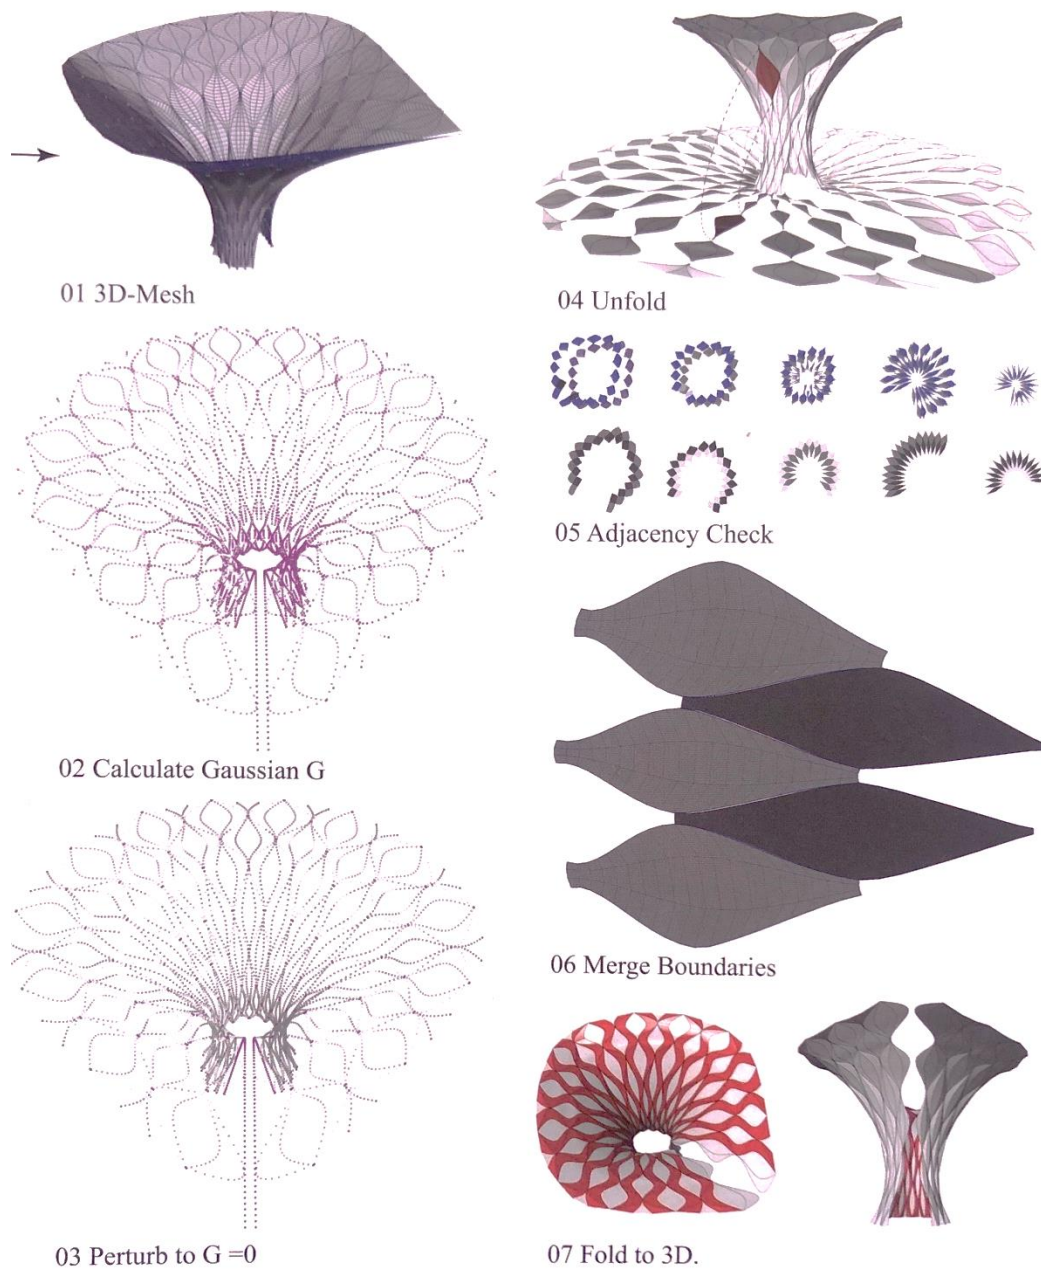 01 3D-Mesh
02 Calculate Gaussian G
03 Perturb to G =0
04 Unfold
05 Adjacency Check
06 Merge Boundaries
07 Fold to 3D.